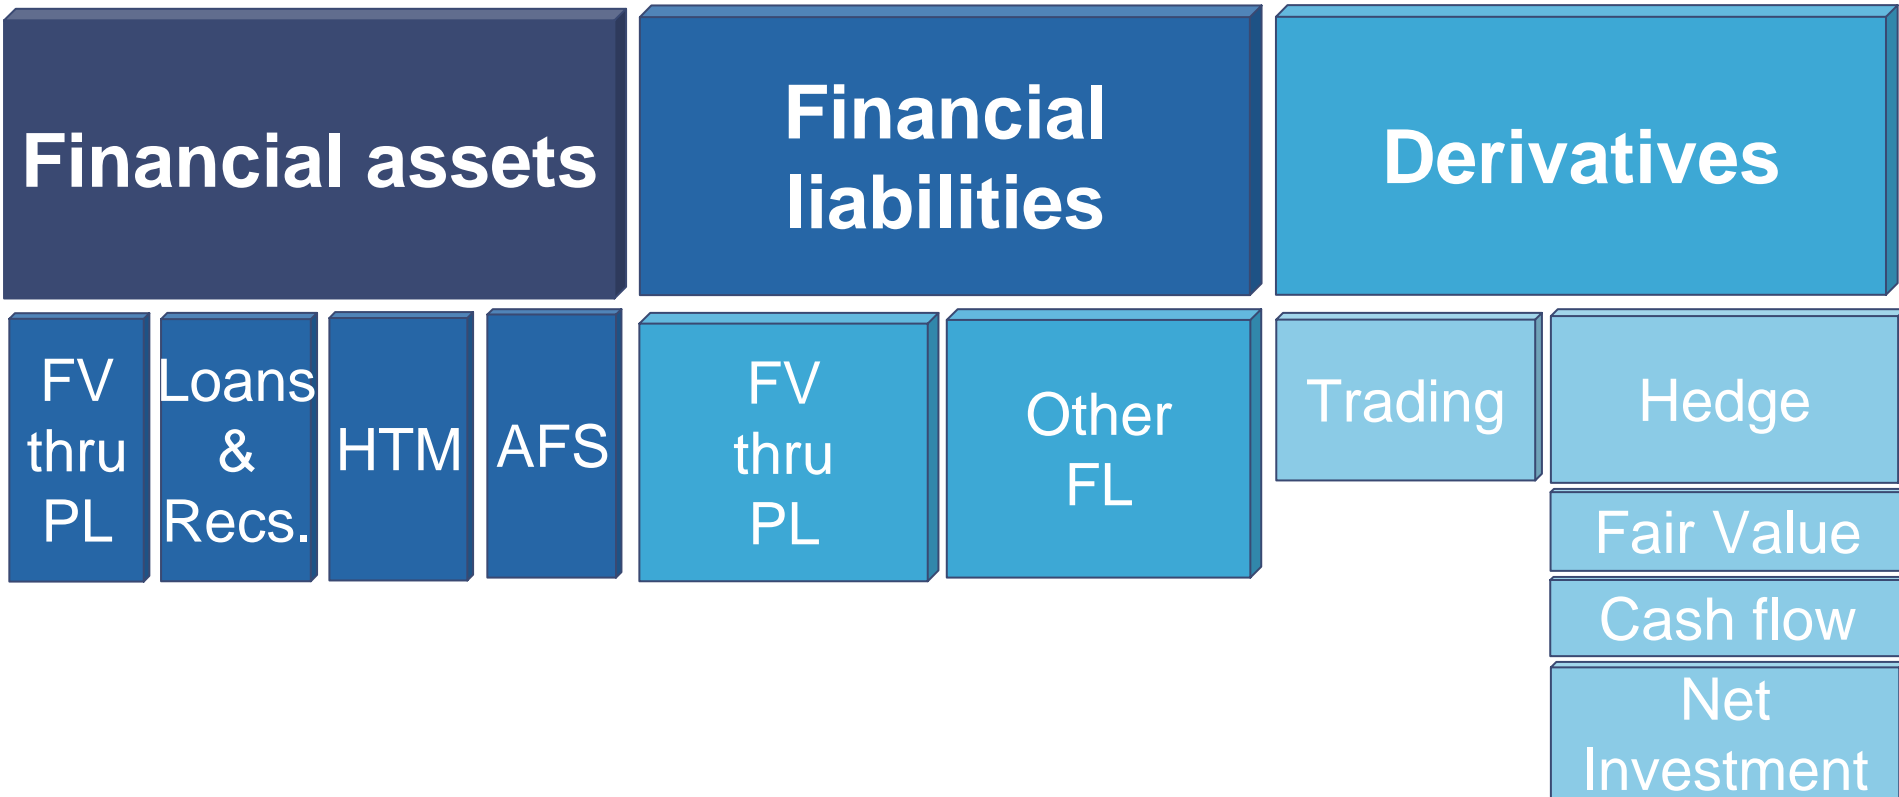 Financial assets
Financial
liabilities
Derivatives
FV
thru
PL
Loans
&
Recs.
HTM
AFS
FV
thru
PL
Other
FL
Trading
Hedge
Fair Value
Cash flow
Net
Investment